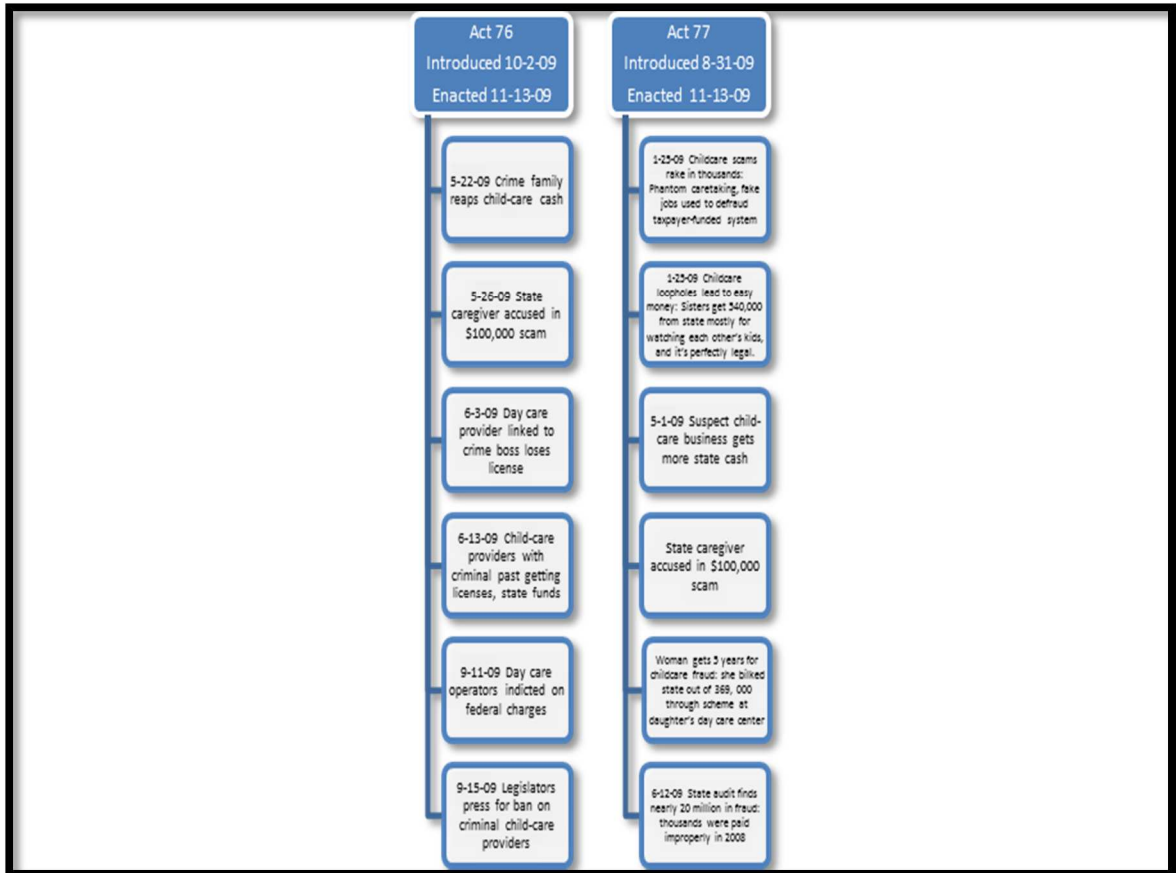 Act 76
Introduced 10-2-09
Enacted 11-13-09
5-22-09 Crime family
reaps child-care cash
5-26-09 State
caregiver accused in
$100,000 scam
6-3-09 Day care
provider linked to
crime boss loses
license
6-13-09 Child-care
providers with
criminal past getting
licenses, state funds
9-11-09 Day care
operators indicted on
federal charges
9-15-09 Legislators
press for ban on
criminal child-care
providers
Act 77
Introduced 8-31-09
Enacted 11-13-09
1-25-09 Childcare scams
rake in thousands:
Phantom caretaking, fake
jobs used to defraud
taxpayer-funded system
1-25-09 Childcare
loopholes lead to easy
money: Sisters get 540,000
from state mostly for
watching each other's kids,
and it's perfectly legal.
5-1-09 Suspect child-
care business gets
more state cash
State caregiver
accused in $100,000
scam
Woman gets 5 years for
childcare fraud: she bilked
state out of 369, 000
through scheme at
daughter's day care center
6-12-09 State audit finds
nearly 20 million in fraud:
thousands were paid
improperly in 2008